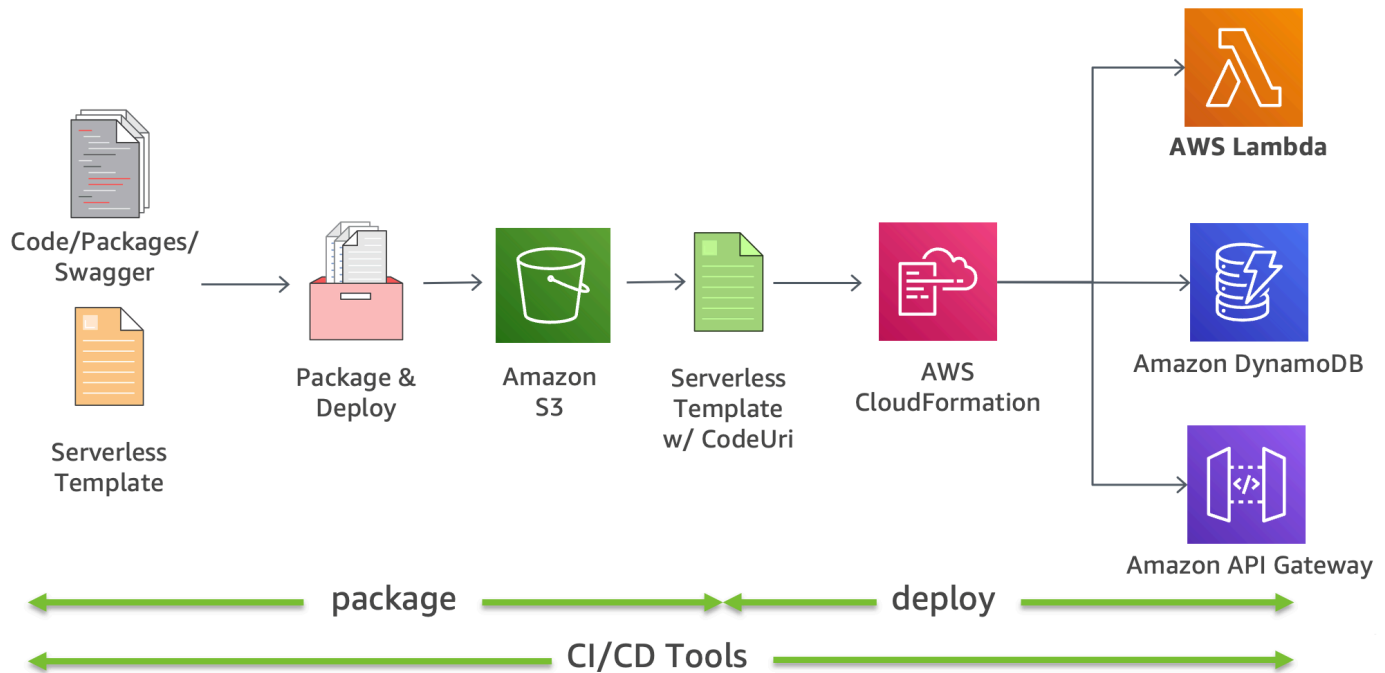 Code/Packages/
Swagger
Serverless
Template
Package &
Deploy
Amazon
S3
Serverless
Template
w/ CodeUri
AWS
CloudFormation
AWS Lambda
Amazon DynamoDB
</>
Amazon API Gateway
package
deploy
CI/CD Tools